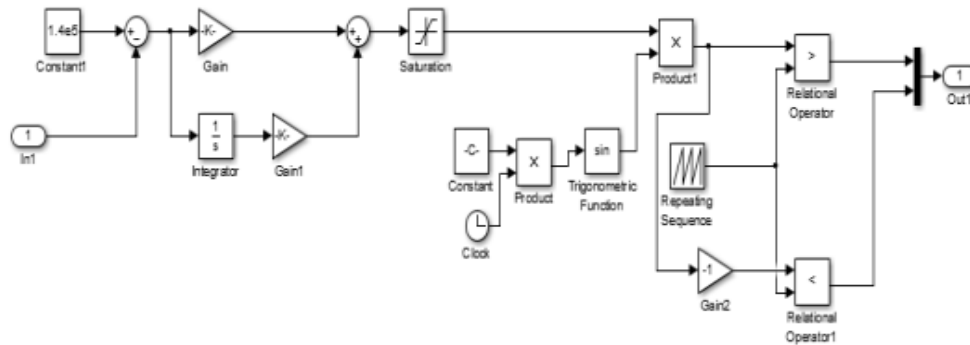 1.4e5
Constant1
+
-
-K-
Gain
+
+
Saturation
X
Product1
>
Relational
Operator
1
Out1
1
In1
1
s
Integrator
-K-
Gain1
-C-
Constant
X
Product
sin
Trigonometric
Function
Clock
Repeating
Sequence
-1
Gain2
<
Relational
Operator1